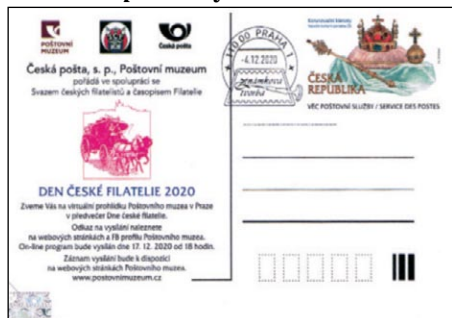 POŠTOVNÍ
MUZEUM
Česká pošta
Česká pošta, s. p., Poštovní muzeum
pořádá ve spolupráci se
Svazem českých filatelistů a časopisem Filatelie
DEN ČESKÉ FILATELIE 2020
Zveme Vás na virtuální prohlídku Poštovního muzea v Praze
v předvečer Dne české filatelie.
Odkaz na vysílání naleznete
na webových stránkách a FB profilu Poštovního muzea.
On-line program bude vysílán dne 17. 12. 2020 od 18 hodin.
Záznam vysílání bude k dispozici
na webových stránkách Poštovního muzea.
www.postovnimuzeum.cz
110 00 PRAHA 1
-4.12.2020
Známková
tvorba
Korunovační klenoty
ČESKÁ
REPUBLIKA
VĚC POŠTOVNÍ SLUŽBY / SERVICE DES POSTES